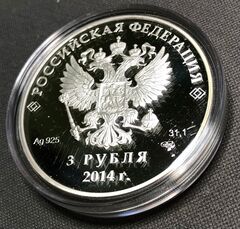 РОССИЙСКАЯ ФЕДЕРАЦИЯ
Ag 925
31,1
3 РУБЛЯ
2014 г.